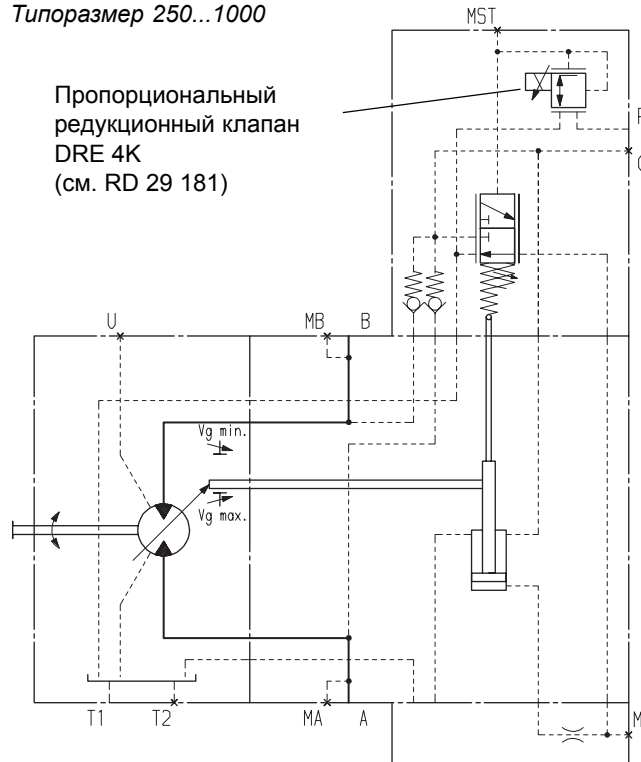 Типоразмер 250...1000
MST
Пропорциональный
редукционный клапан
DRE 4K
(см. RD 29 181)
U
MB
B
Vg min.
Vg max.
T1
T2
MA
A
M